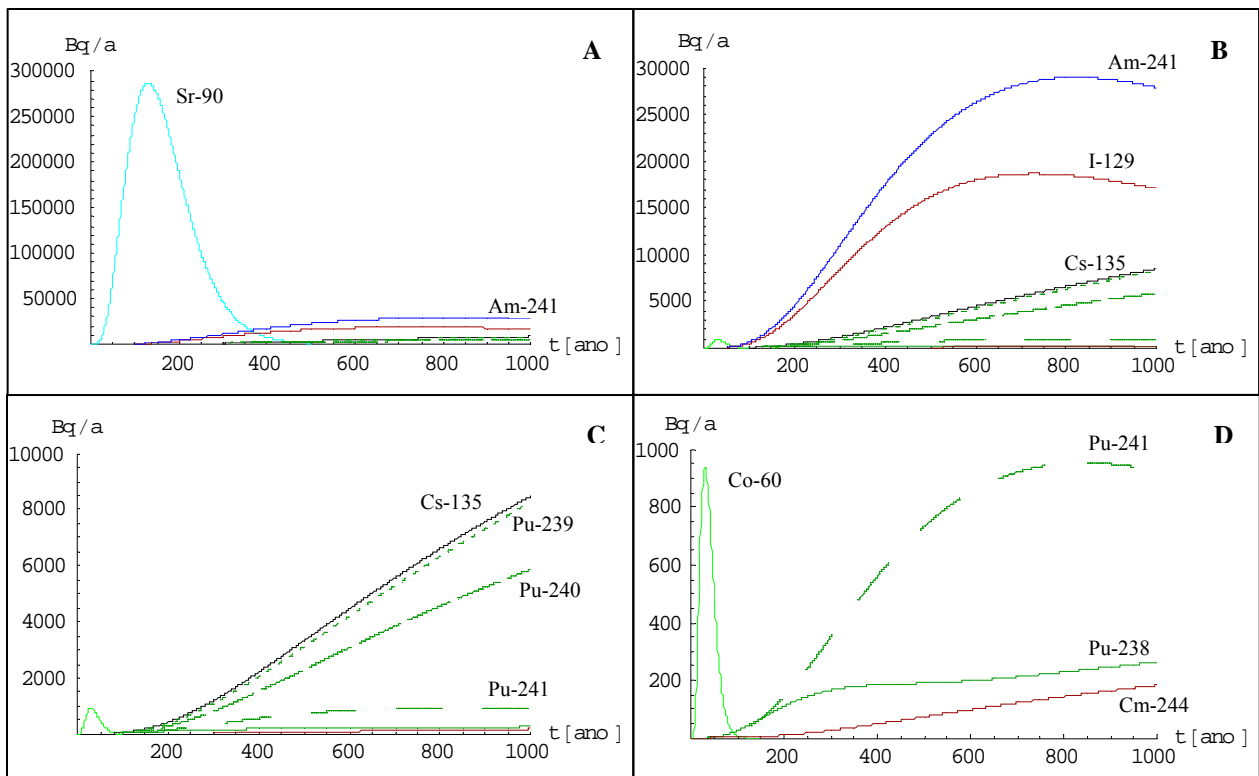 A
Bq/a
300000
Sr-90
250000
200000
150000
100000
50000
Am-241
t[ano]
200 400 600 800 1000
B
Bq/a
30000
Am-241
25000
20000
I-129
15000
10000
Cs-135
5000
t[ano]
200 400 600 800 1000
C
Bq/a
10000
8000
Cs-135
Pu-239
6000
Pu-240
4000
2000
Pu-241
t[ano]
200 400 600 800 1000
D
Bq/a
1000
Pu-241
Co-60
800
600
400
Pu-238
200
Cm-244
t[ano]
200 400 600 800 1000